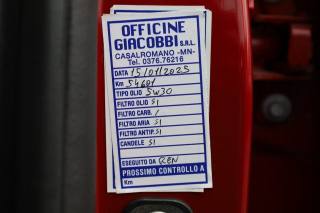 OFFICINE
GIACOBBI S.R.L.
CASALROMANO -MN-
Tel. 0376.76216
DATA 15/01/2025
Km 54601
TIPO OLIO 5W30
FILTRO OLIO SI
FILTRO CARB. /
FILTRO ARIA SI
FILTRO ANTIP. SI
CANDELE SI
ESEGUITO DA REN
PROSSIMO CONTROLLO A
Km